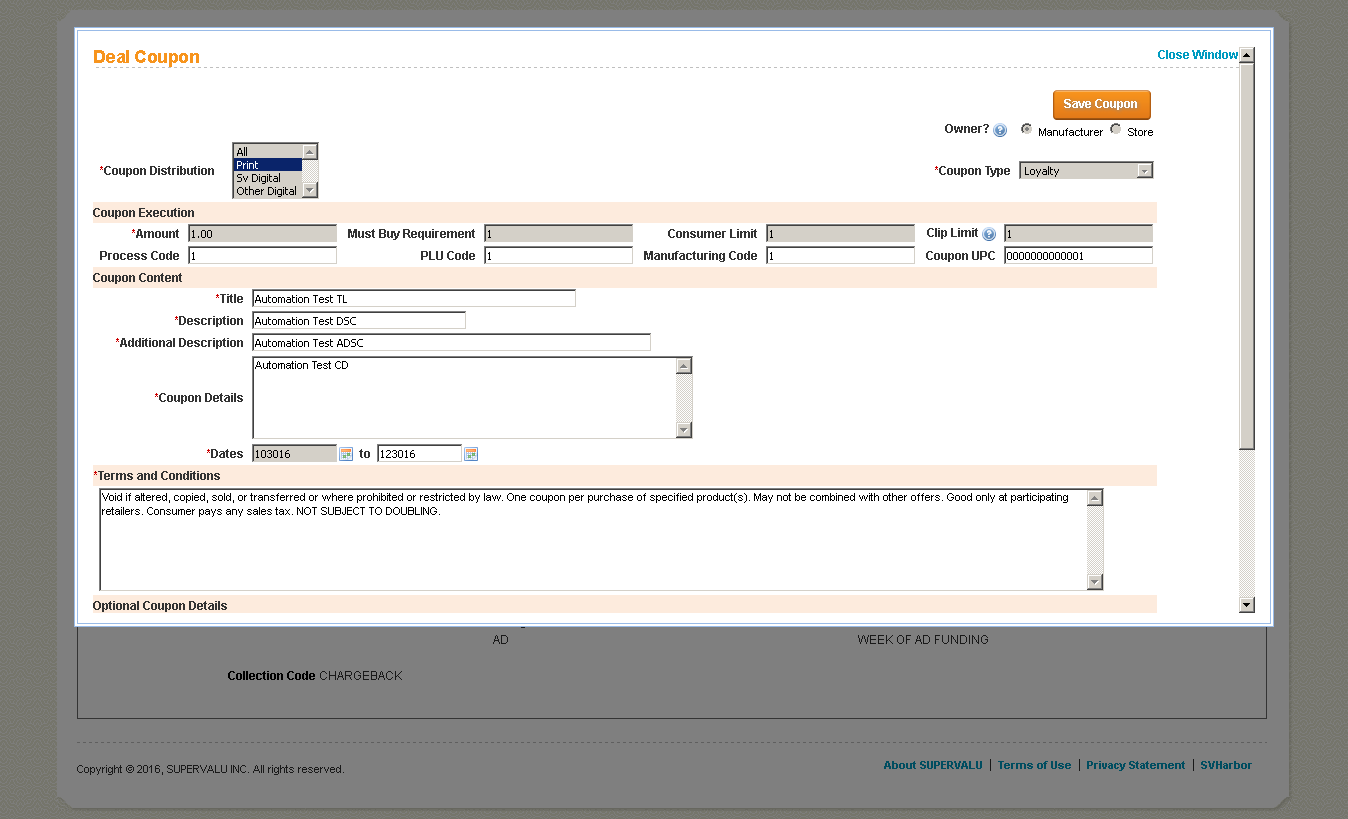 Deal Coupon
Close Window
Save Coupon
Owner? Manufacturer Store
All
Print
Sv Digital
Other Digital
*Coupon Distribution
*Coupon Type Loyalty
Coupon Execution
*Amount 1.00 Must Buy Requirement 1 Consumer Limit 1 Clip Limit 1
Process Code 1 PLU Code 1 Manufacturing Code 1 Coupon UPC 0000000000001
Coupon Content
*Title Automation Test TL
*Description Automation Test DSC
*Additional Description Automation Test ADSC
*Coupon Details Automation Test CD
*Dates 103016 to 123016
*Terms and Conditions
Void if altered, copied, sold, or transferred or where prohibited or restricted by law. One coupon per purchase of specified product(s). May not be combined with other offers. Good only at participating
retailers. Consumer pays any sales tax. NOT SUBJECT TO DOUBLING.
Optional Coupon Details
AD WEEK OF AD FUNDING
Collection Code CHARGEBACK
Copyright © 2016, SUPERVALU INC. All rights reserved.
About SUPERVALU | Terms of Use | Privacy Statement | SVHarbor